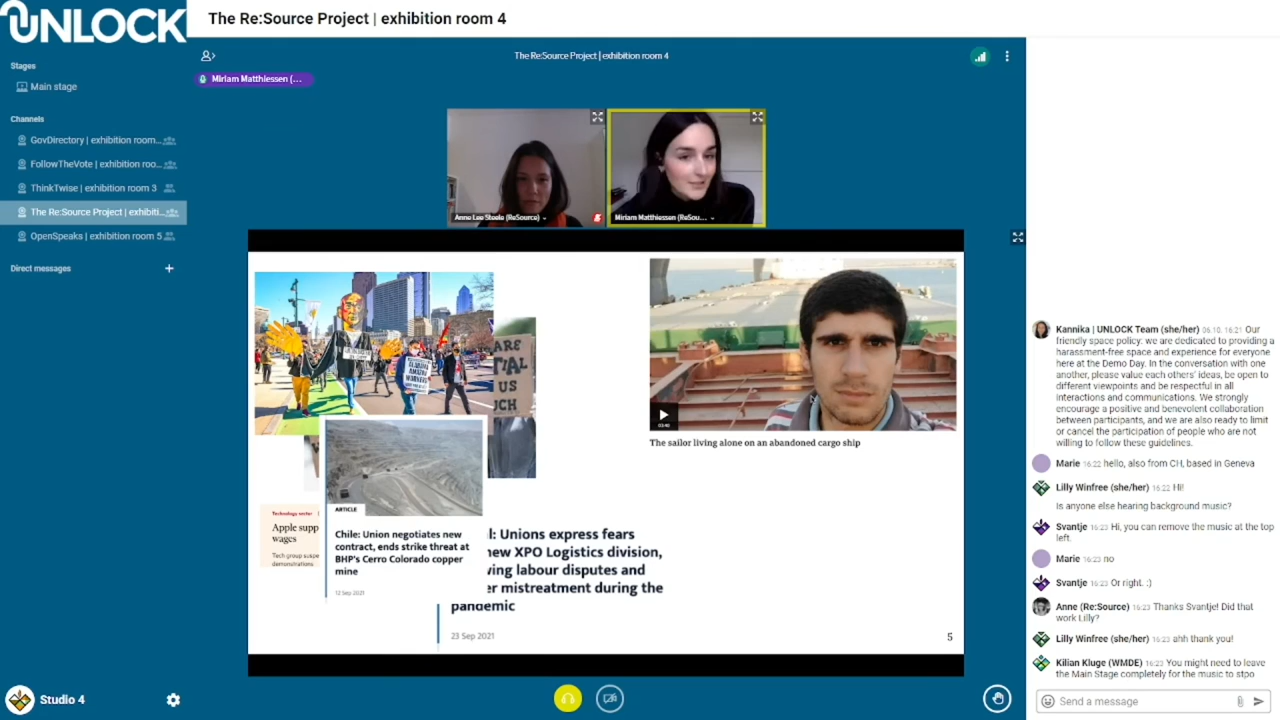 UNLOCK
The Re:Source Project | exhibition room 4
Stages
Main stage
Channels
GovDirectory | exhibition room...
FollowTheVote | exhibition roo...
ThinkTwise | exhibition room 3
The Re:Source Project | exhibiti...
OpenSpeaks | exhibition room 5
Direct messages
Studio 4
The Re:Source Project | exhibition room 4
Miriam Matthiessen (...
Anne Lee Steele (ReSource)
Miriam Matthiessen (ReSou...
ARE
TIAL
US
UCH
03:40
The sailor living alone on an abandoned cargo ship
ARTICLE
Chile: Union negotiates new
contract, ends strike threat at
BHP's Cerro Colorado copper
mine
12 Sep 2021
Technology sector
Apple supp
wages
Tech group suspe
demonstrations
l: Unions express fears
new XPO Logistics division,
ving labour disputes and
er mistreatment during the
pandemic
23 Sep 2021
5
Kannika | UNLOCK Team (she/her) 06.10. 16:21 Our
friendly space policy: we are dedicated to providing a
harassment-free space and experience for everyone
here at the Demo Day. In the conversation with one
another, please value each others' ideas, be open to
different viewpoints and be respectful in all
interactions and communications. We strongly
encourage a positive and benevolent collaboration
between participants, and we are also ready to limit
or cancel the participation of people who are not
willing to follow these guidelines.
Marie 16:22 hello, also from CH, based in Geneva
Lilly Winfree (she/her) 16:22 Hi!
Is anyone else hearing background music?
Svantje 16:23 Hi, you can remove the music at the top
left.
Marie 16:23 no
Svantje 16:23 Or right. :)
Anne (Re:Source) 16:23 Thanks Svantje! Did that
work Lilly?
Lilly Winfree (she/her) 16:23 ahh thank you!
Kilian Kluge (WMDE) 16:23 You might need to leave
the Main Stage completely for the music to stpo
Send a message